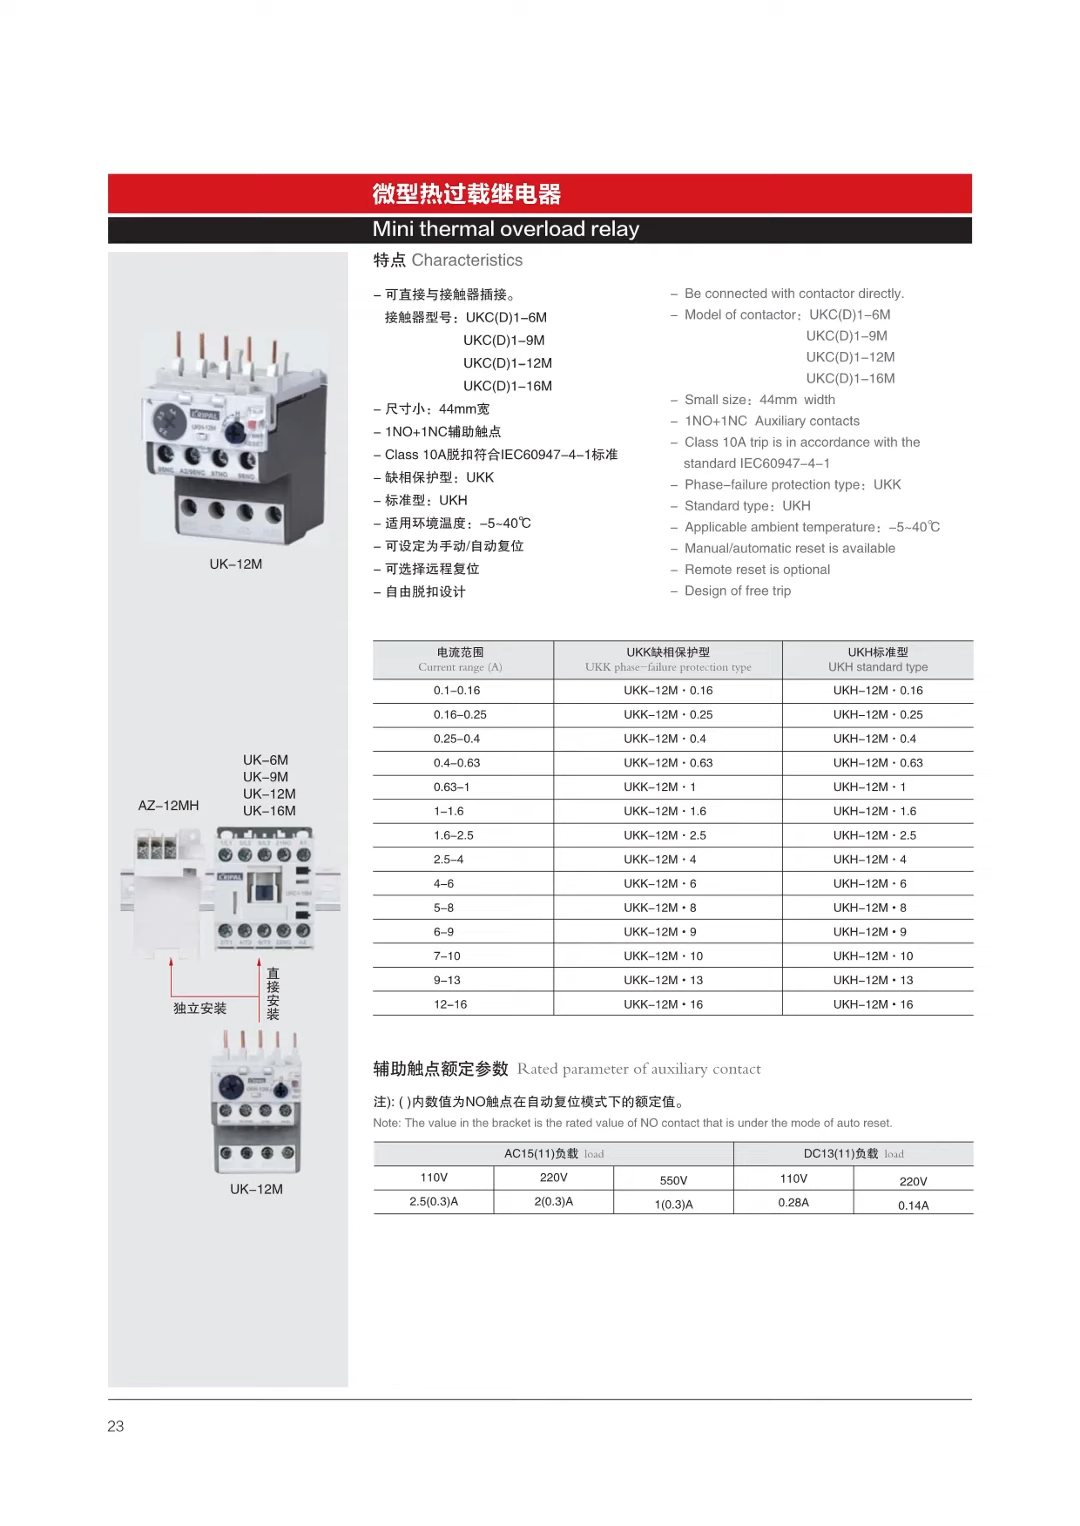 微型热过载继电器
Mini thermal overload relay
特点 Characteristics
– 可直接与接触器插接。
接触器型号：UKC(D)1–6M
UKC(D)1–9M
UKC(D)1–12M
UKC(D)1–16M
– 尺寸小：44mm宽
– 1NO+1NC辅助触点
– Class 10A脱扣符合IEC60947–4–1标准
– 缺相保护型：UKK
– 标准型：UKH
– 适用环境温度：–5~40℃
– 可设定为手动/自动复位
– 可选择远程复位
– 自由脱扣设计
– Be connected with contactor directly.
– Model of contactor：UKC(D)1–6M
UKC(D)1–9M
UKC(D)1–12M
UKC(D)1–16M
– Small size：44mm width
– 1NO+1NC Auxiliary contacts
– Class 10A trip is in accordance with the
standard IEC60947–4–1
– Phase–failure protection type：UKK
– Standard type：UKH
– Applicable ambient temperature：–5~40℃
– Manual/automatic reset is available
– Remote reset is optional
– Design of free trip
CRIPAL
UKH-12M
95NC A2/96NC 97NO 98NO
UK–12M
电流范围 UKK缺相保护型 UKH标准型
Current range (A) UKK phase–failure protection type UKH standard type
0.1–0.16 UKK–12M·0.16 UKH–12M·0.16
0.16–0.25 UKK–12M·0.25 UKH–12M·0.25
0.25–0.4 UKK–12M·0.4 UKH–12M·0.4
0.4–0.63 UKK–12M·0.63 UKH–12M·0.63
0.63–1 UKK–12M·1 UKH–12M·1
1–1.6 UKK–12M·1.6 UKH–12M·1.6
1.6–2.5 UKK–12M·2.5 UKH–12M·2.5
2.5–4 UKK–12M·4 UKH–12M·4
4–6 UKK–12M·6 UKH–12M·6
5–8 UKK–12M·8 UKH–12M·8
6–9 UKK–12M·9 UKH–12M·9
7–10 UKK–12M·10 UKH–12M·10
9–13 UKK–12M·13 UKH–12M·13
12–16 UKK–12M·16 UKH–12M·16
AZ–12MH
UK–6M
UK–9M
UK–12M
UK–16M
CRIPAL
独立安装
直接安装
UK–12M
辅助触点额定参数 Rated parameter of auxiliary contact
注): ( )内数值为NO触点在自动复位模式下的额定值。
Note: The value in the bracket is the rated value of NO contact that is under the mode of auto reset.
AC15(11)负载 load DC13(11)负载 load
110V 220V 550V 110V 220V
2.5(0.3)A 2(0.3)A 1(0.3)A 0.28A 0.14A
23